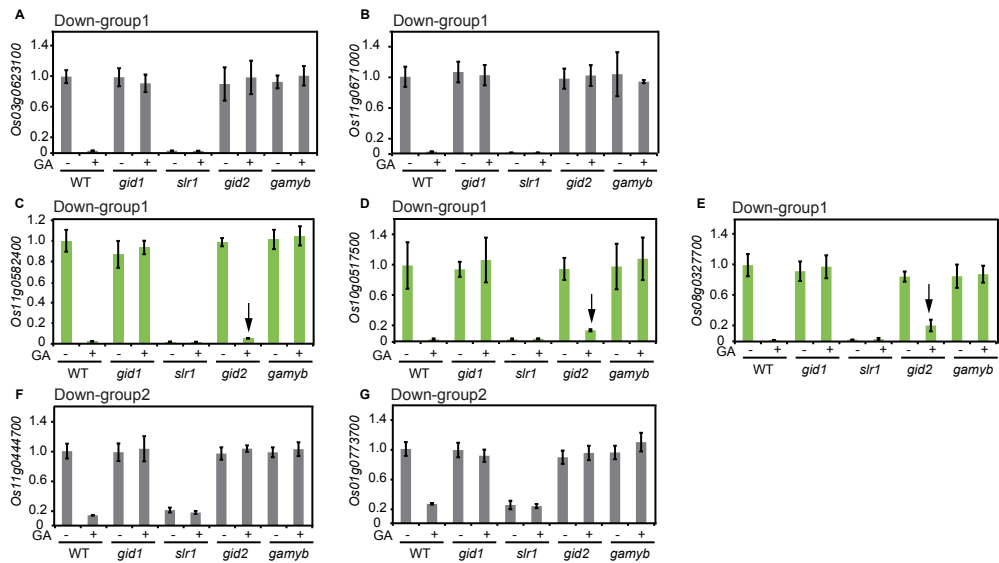 A
Down-group1
Os03g0623100
1.4
1.0
0.6
0.2
0
GA - + - + - + - + - +
WT gid1 slr1 gid2 gamyb
B
Down-group1
Os11g0671000
1.4
1.0
0.6
0.2
0
- + - + - + - + - +
WT gid1 slr1 gid2 gamyb
C
Down-group1
Os11g0582400
1.2
1.0
0.8
0.6
0.4
0.2
0
GA - + - + - + - + - +
WT gid1 slr1 gid2 gamyb
D
Down-group1
Os10g0517500
1.4
1.0
0.6
0.2
0
- + - + - + - + - +
WT gid1 slr1 gid2 gamyb
E
Down-group1
Os08g0327700
1.4
1.0
0.6
0.2
0
GA - + - + - + - + - +
WT gid1 slr1 gid2 gamyb
F
Down-group2
Os11g0444700
1.4
1.0
0.6
0.2
0
GA - + - + - + - + - +
WT gid1 slr1 gid2 gamyb
G
Down-group2
Os01g0773700
1.4
1.0
0.6
0.2
0
GA - + - + - + - + - +
WT gid1 slr1 gid2 gamyb